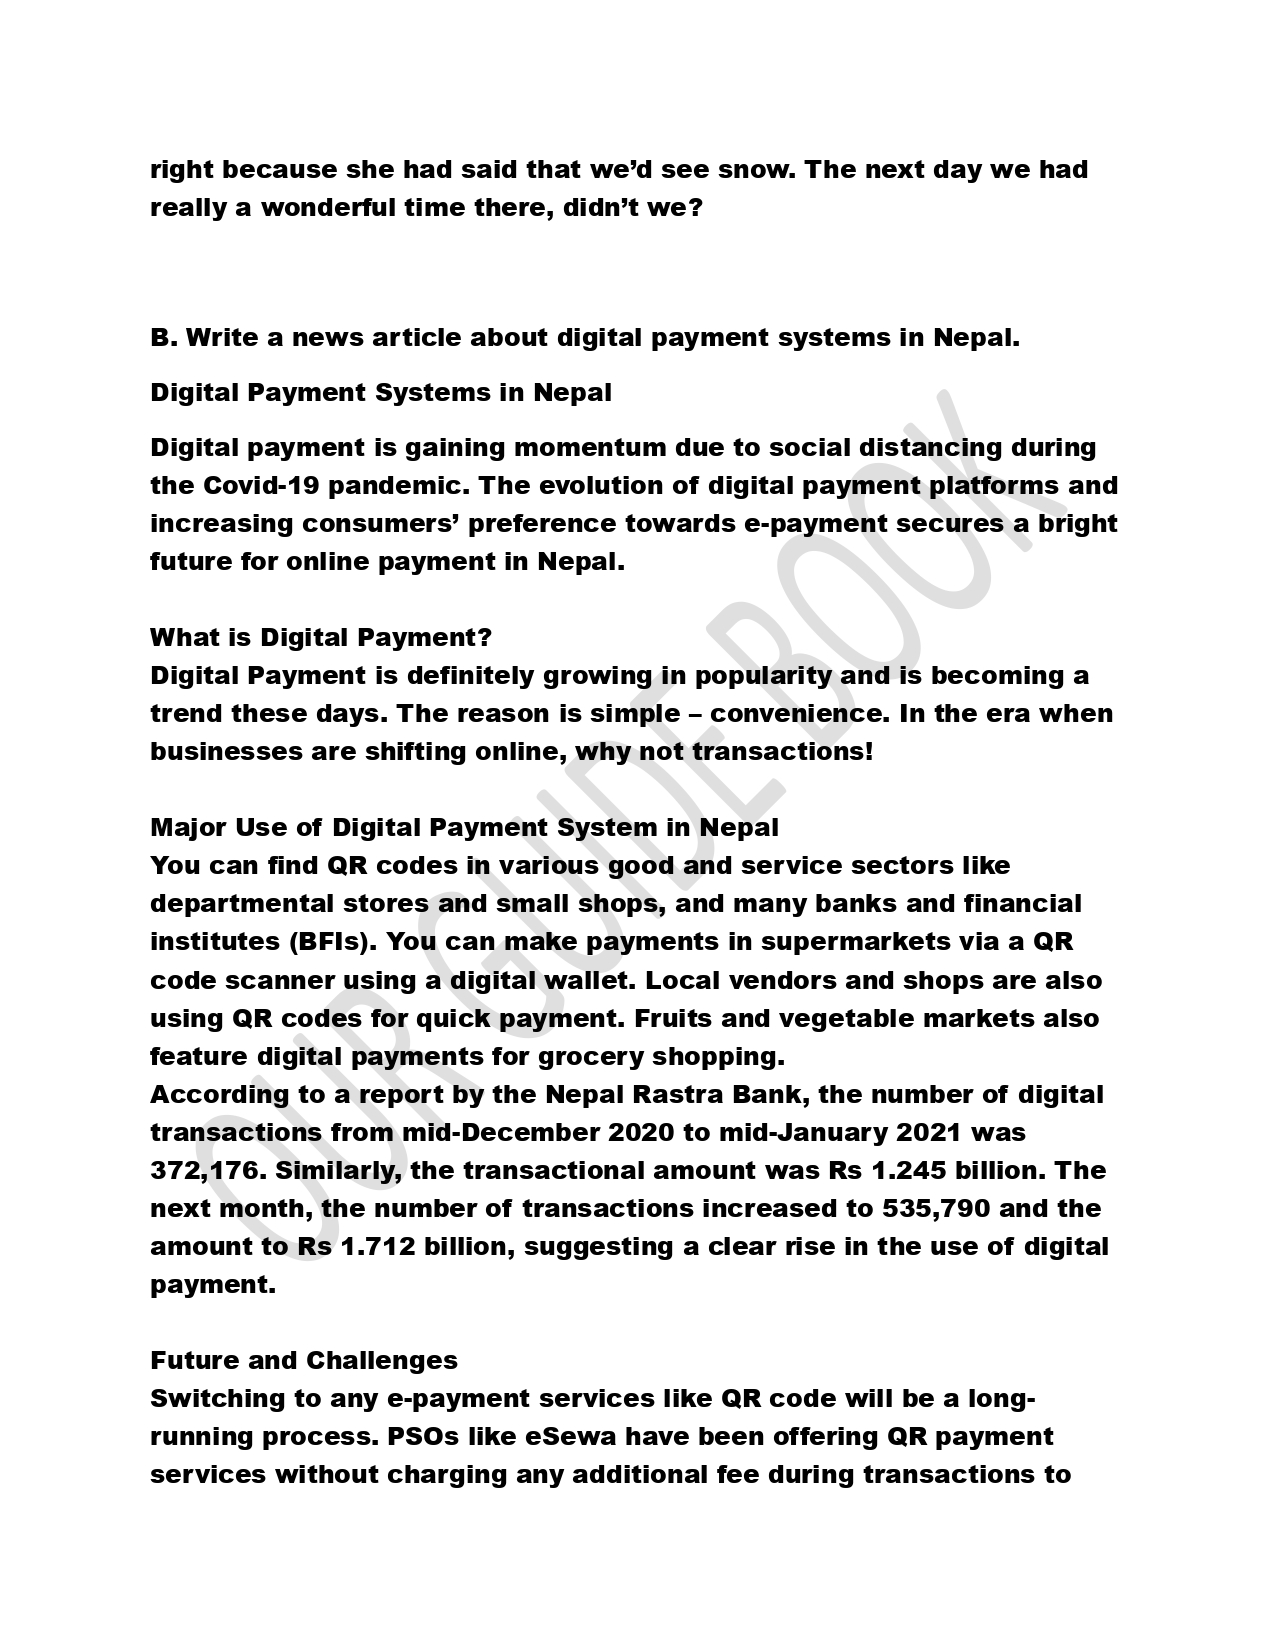 right because she had said that we’d see snow. The next day we had
really a wonderful time there, didn’t we?
B. Write a news article about digital payment systems in Nepal.
Digital Payment Systems in Nepal
Digital payment is gaining momentum due to social distancing during
the Covid-19 pandemic. The evolution of digital payment platforms and
increasing consumers’ preference towards e-payment secures a bright
future for online payment in Nepal.
What is Digital Payment?
Digital Payment is definitely growing in popularity and is becoming a
trend these days. The reason is simple – convenience. In the era when
businesses are shifting online, why not transactions!
Major Use of Digital Payment System in Nepal
You can find QR codes in various good and service sectors like
departmental stores and small shops, and many banks and financial
institutes (BFIs). You can make payments in supermarkets via a QR
code scanner using a digital wallet. Local vendors and shops are also
using QR codes for quick payment. Fruits and vegetable markets also
feature digital payments for grocery shopping.
According to a report by the Nepal Rastra Bank, the number of digital
transactions from mid-December 2020 to mid-January 2021 was
372,176. Similarly, the transactional amount was Rs 1.245 billion. The
next month, the number of transactions increased to 535,790 and the
amount to Rs 1.712 billion, suggesting a clear rise in the use of digital
payment.
Future and Challenges
Switching to any e-payment services like QR code will be a long-
running process. PSOs like eSewa have been offering QR payment
services without charging any additional fee during transactions to
OUR GUIDE BOOK